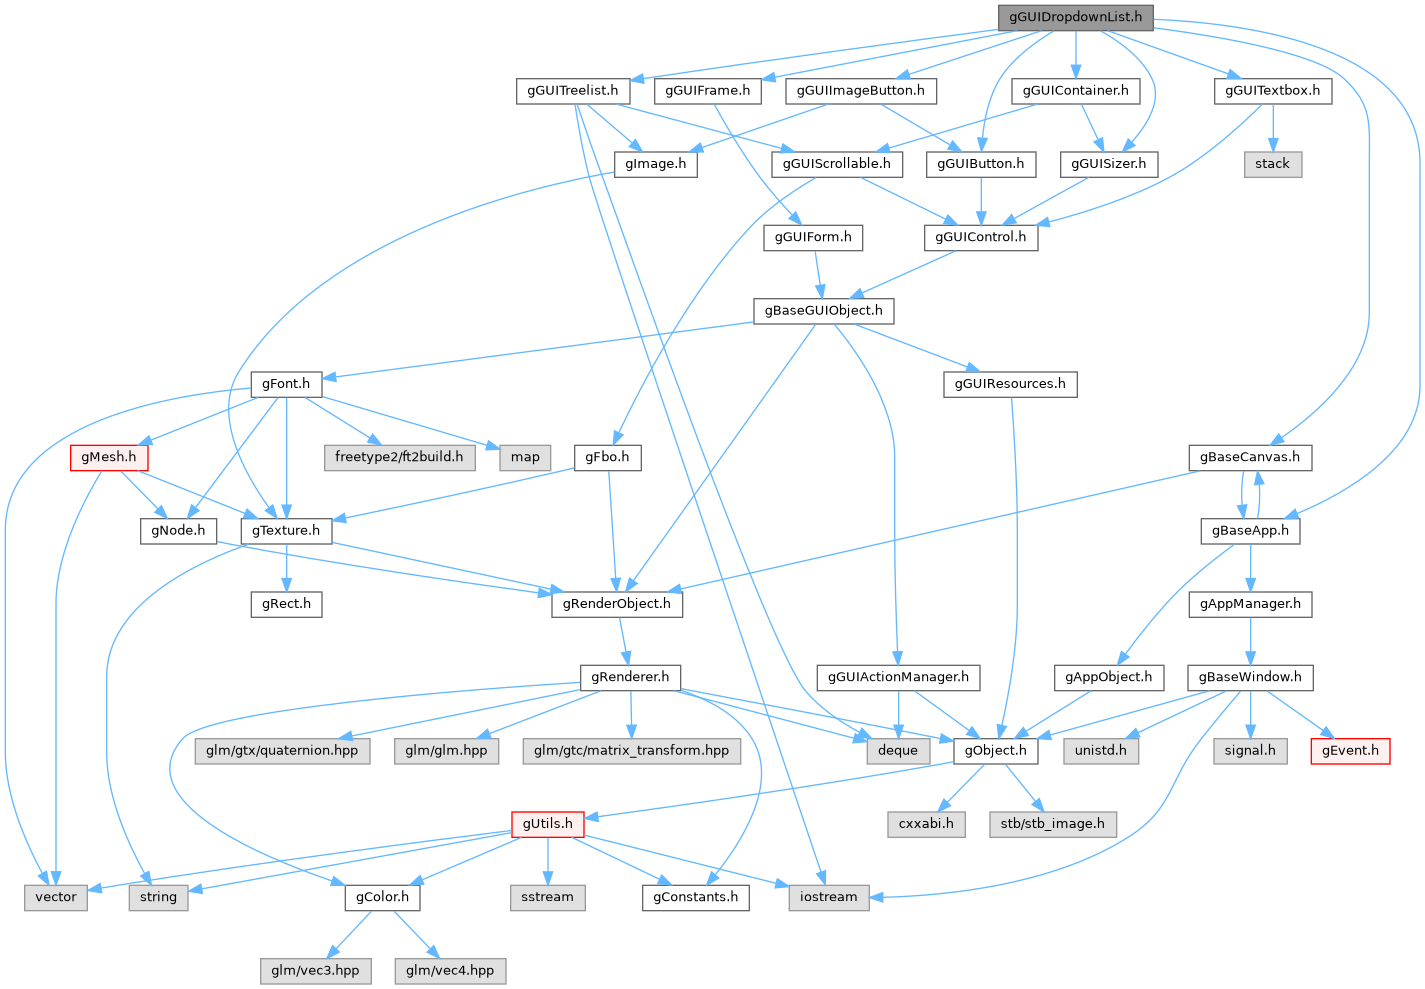 gGUIDropdownList.h
gGUITreelist.h
gGUIFrame.h
gGUIImageButton.h
gGUIContainer.h
gGUITextbox.h
gImage.h
gGUIScrollable.h
gGUIButton.h
gGUISizer.h
stack
gGUIForm.h
gGUIControl.h
gBaseGUIObject.h
gFont.h
gGUIResources.h
gMesh.h
freetype2/ft2build.h
map
gFbo.h
gBaseCanvas.h
gNode.h
gTexture.h
gBaseApp.h
gRect.h
gRenderObject.h
gAppManager.h
gRenderer.h
gGUIActionManager.h
gAppObject.h
gBaseWindow.h
glm/gtx/quaternion.hpp
glm/glm.hpp
glm/gtc/matrix_transform.hpp
deque
gObject.h
unistd.h
signal.h
gEvent.h
gUtils.h
cxxabi.h
stb/stb_image.h
vector
string
gColor.h
sstream
gConstants.h
iostream
glm/vec3.hpp
glm/vec4.hpp